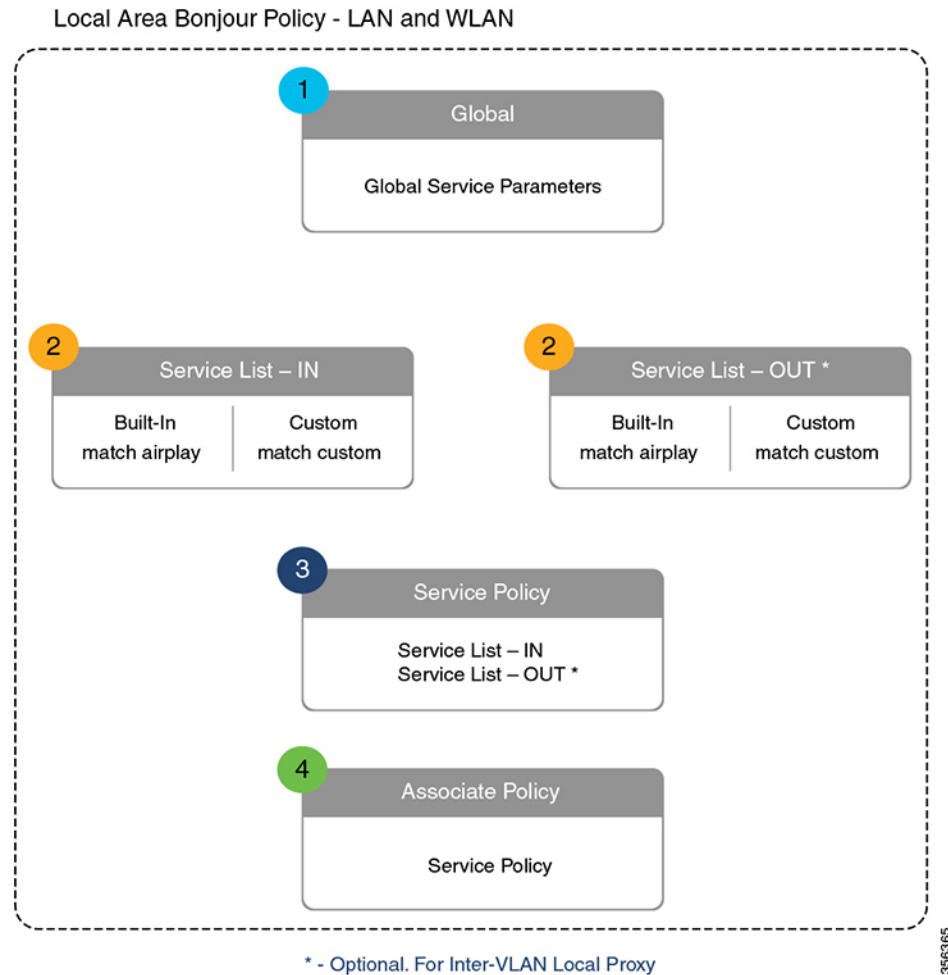 Local Area Bonjour Policy - LAN and WLAN
1
Global
Global Service Parameters
2
Service List – IN
Built-In
match airplay
Custom
match custom
2
Service List – OUT *
Built-In
match airplay
Custom
match custom
3
Service Policy
Service List – IN
Service List – OUT *
4
Associate Policy
Service Policy
* - Optional. For Inter-VLAN Local Proxy
356365